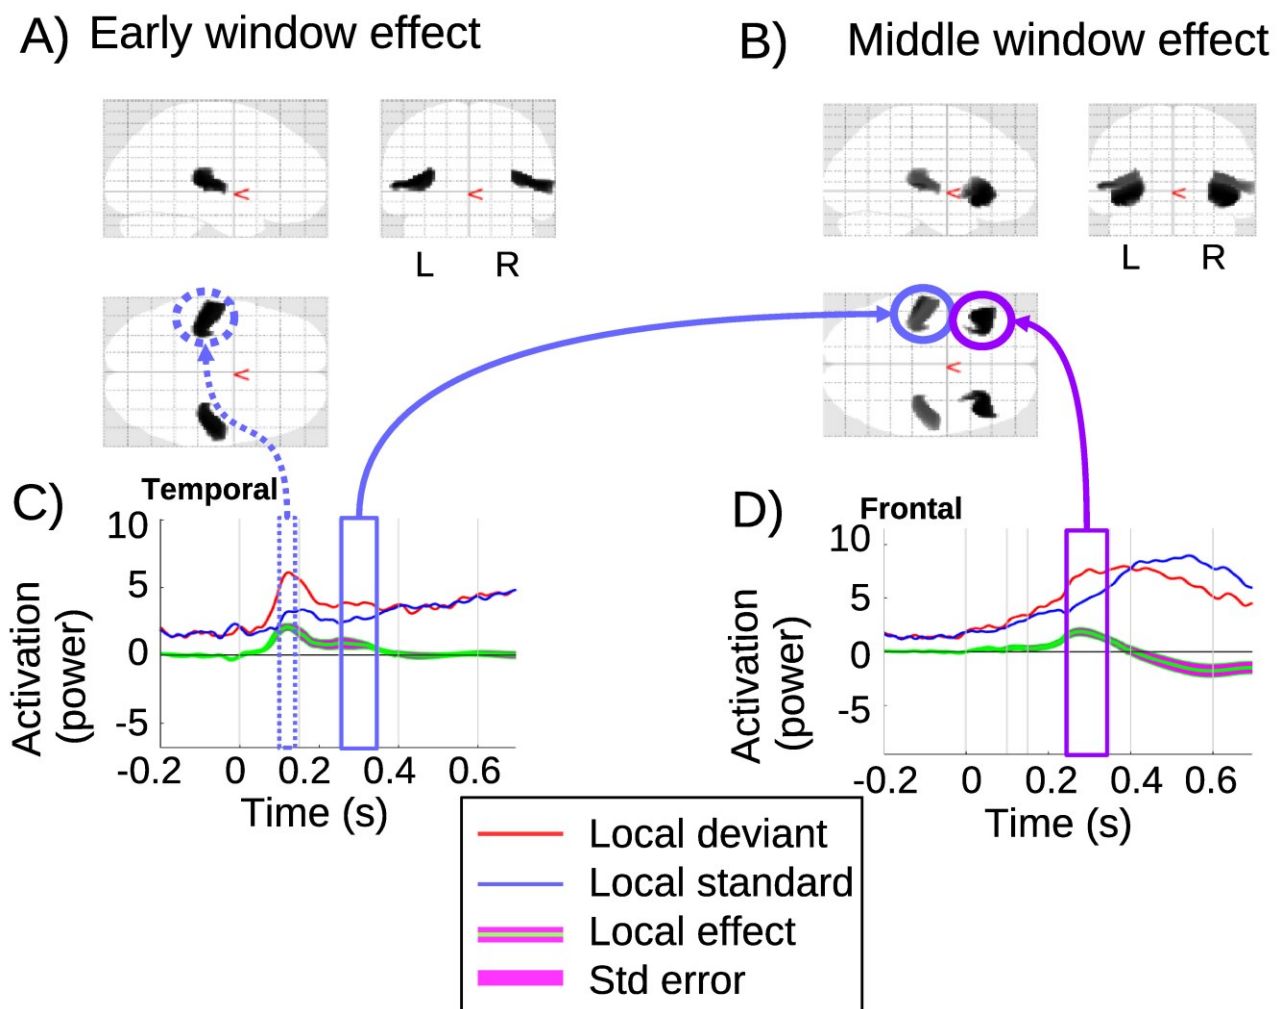 A) Early window effect
B) Middle window effect
<
<
<
<
L R
L R
<
<
C) Temporal
10
5
0
-5
Activation
(power)
-0.2 0 0.2 0.4 0.6
Time (s)
D) Frontal
10
5
0
-5
Activation
(power)
-0.2 0 0.2 0.4 0.6
Time (s)
Local deviant
Local standard
Local effect
Std error